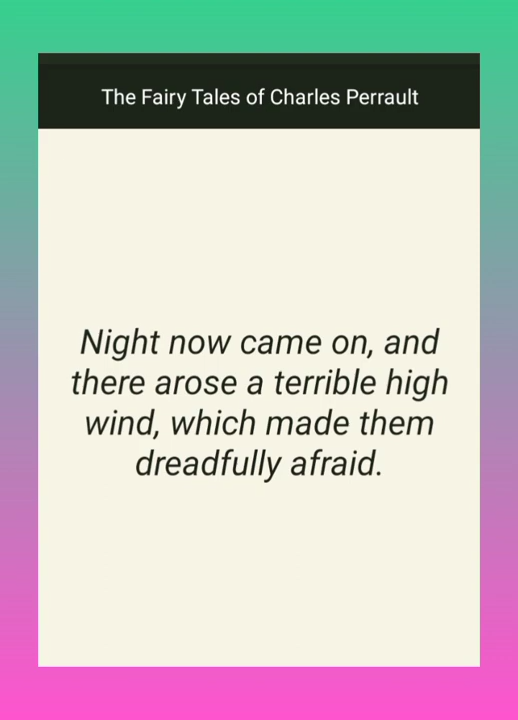 The Fairy Tales of Charles Perrault
Night now came on, and
there arose a terrible high
wind, which made them
dreadfully afraid.